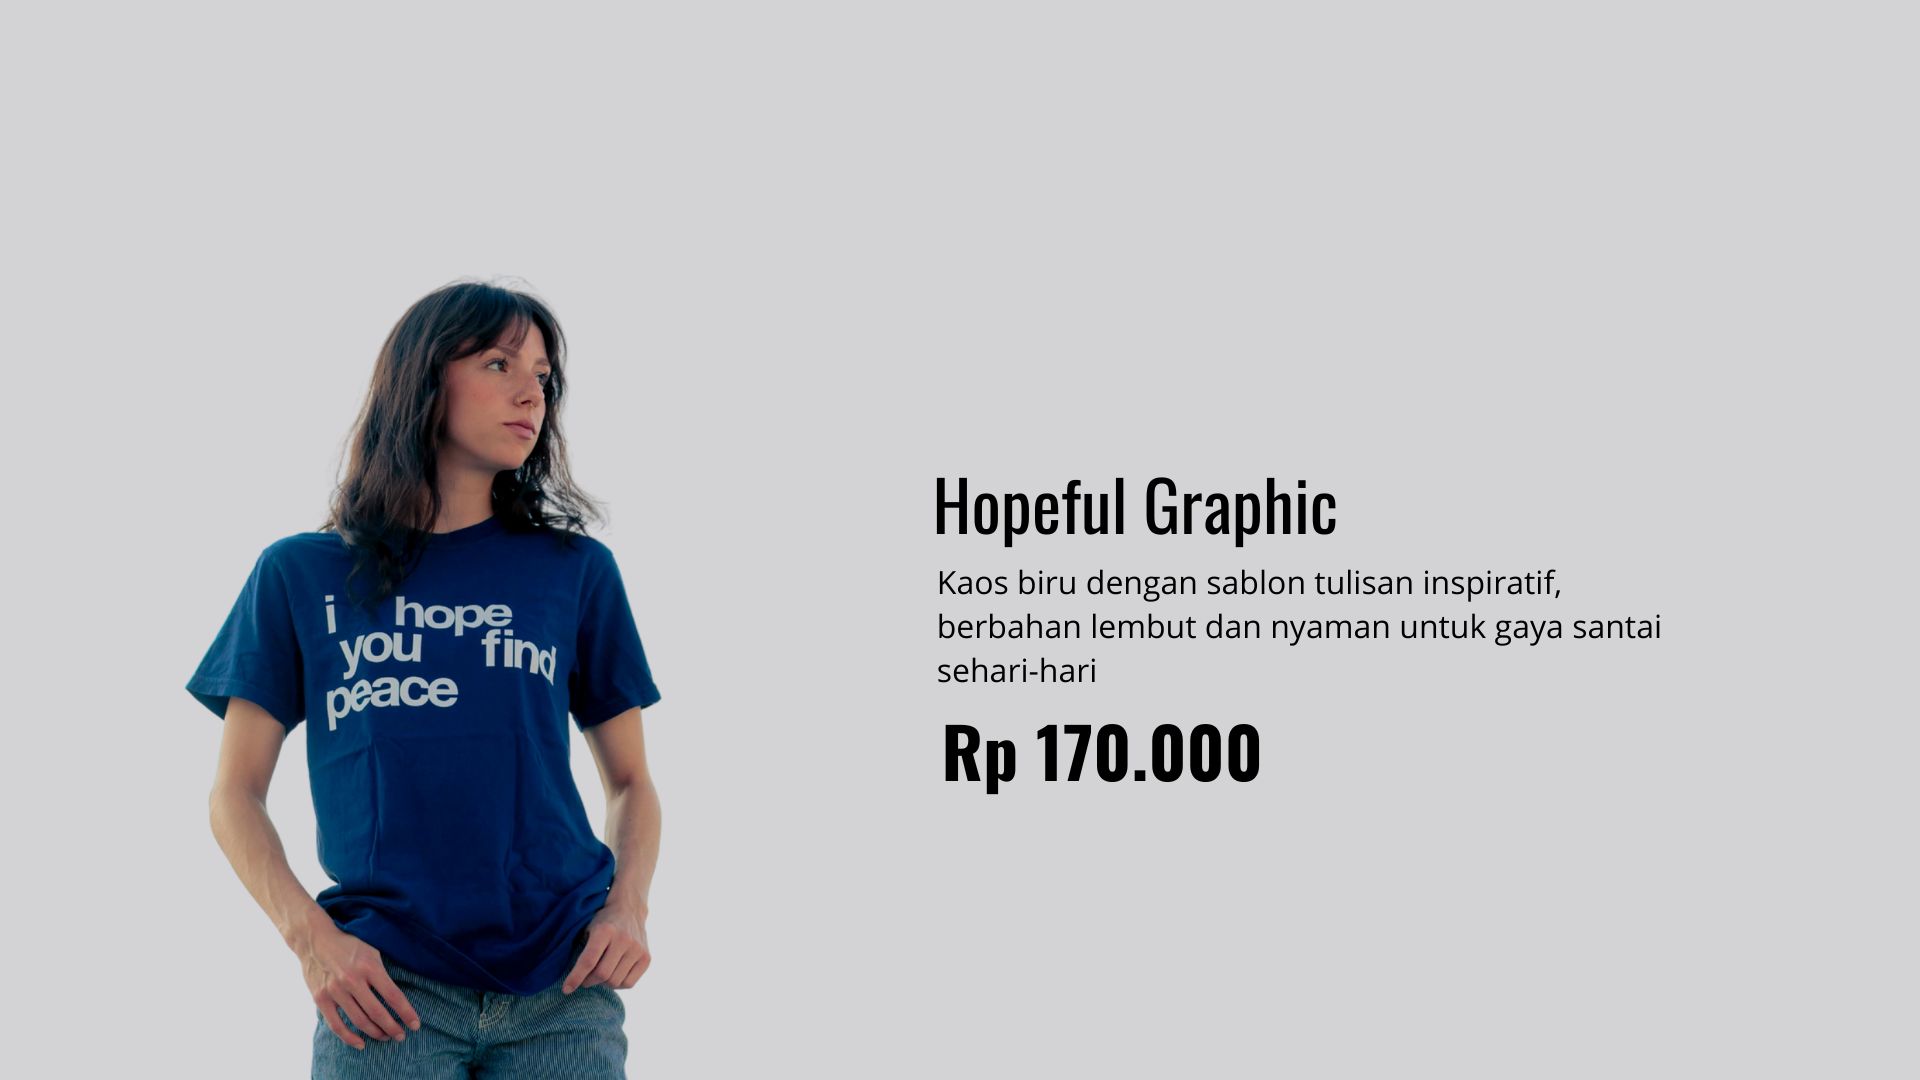 i hope
you find
peace
Hopeful Graphic
Kaos biru dengan sablon tulisan inspiratif,
berbahan lembut dan nyaman untuk gaya santai
sehari-hari
Rp 170.000